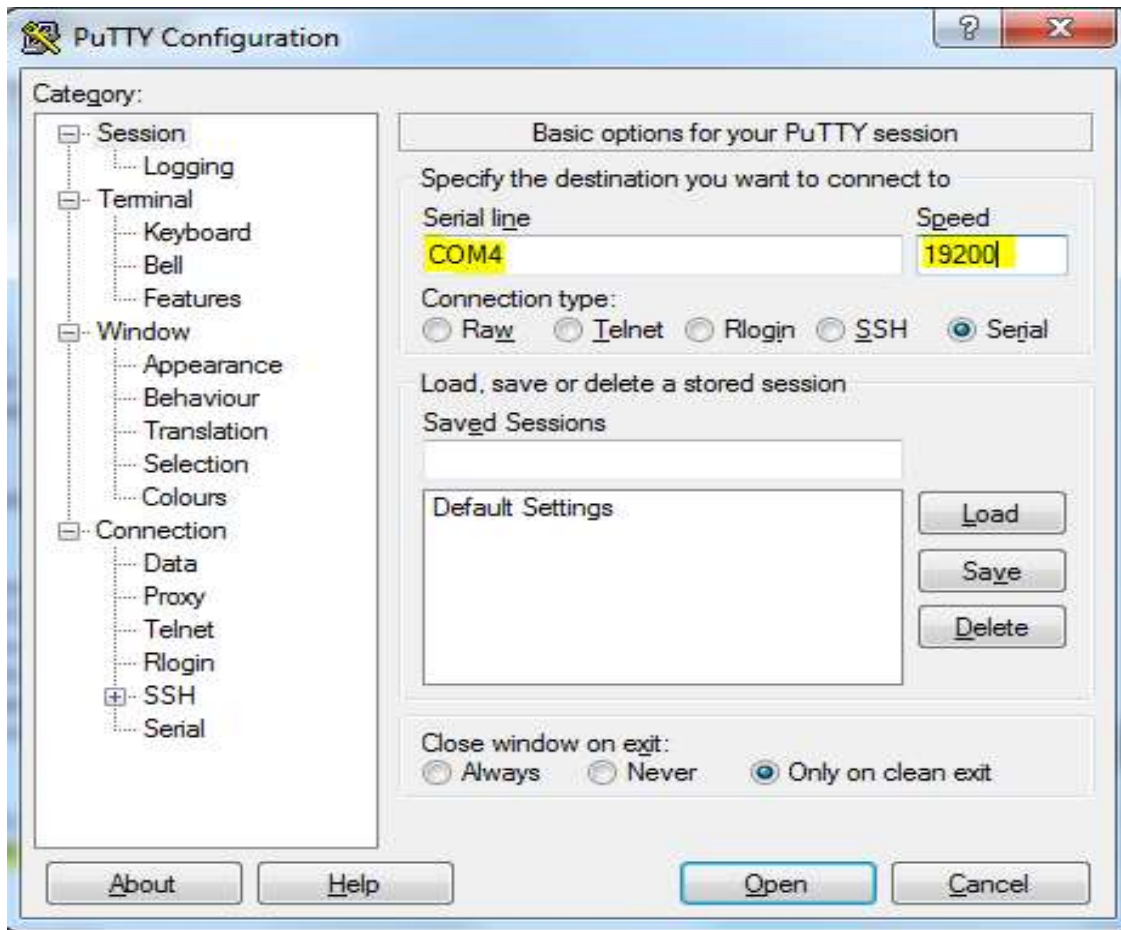 PuTTY Configuration
Category:
Session
Logging
Terminal
Keyboard
Bell
Features
Window
Appearance
Behaviour
Translation
Selection
Colours
Connection
Data
Proxy
Telnet
Rlogin
SSH
Serial
Basic options for your PuTTY session
Specify the destination you want to connect to
Serial line Speed
COM4 19200
Connection type:
Raw Telnet Rlogin SSH Serial
Load, save or delete a stored session
Saved Sessions
Default Settings
Load
Save
Delete
Close window on exit:
Always Never Only on clean exit
About Help Open Cancel